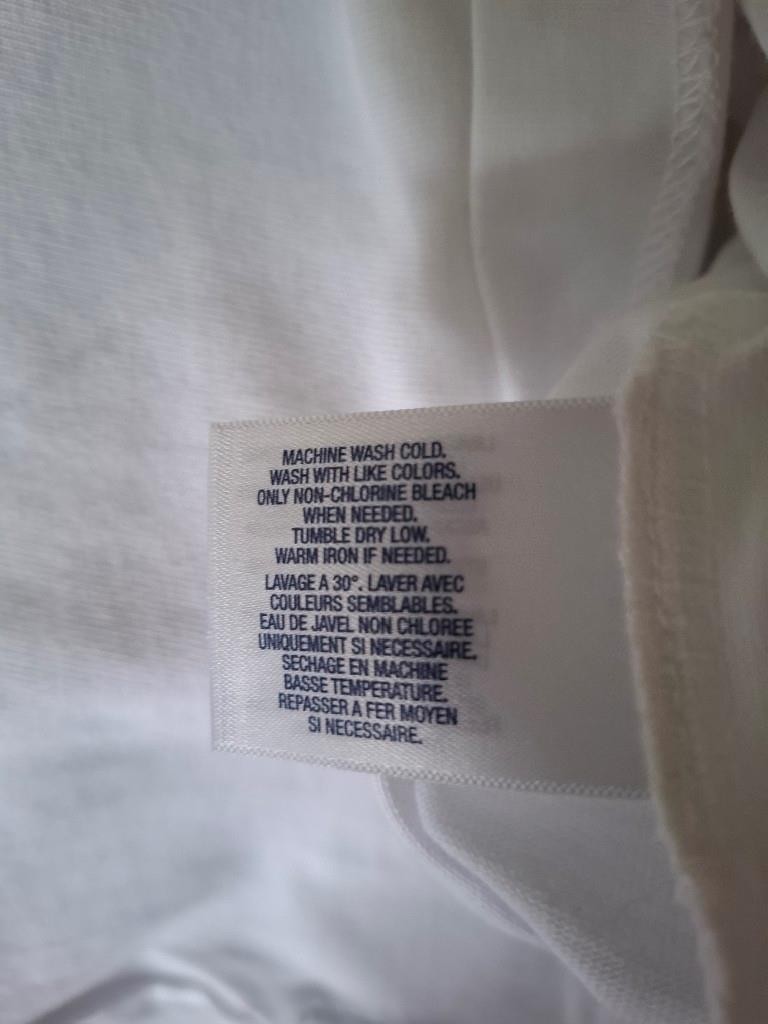 MACHINE WASH COLD.
WASH WITH LIKE COLORS.
ONLY NON-CHLORINE BLEACH
WHEN NEEDED.
TUMBLE DRY LOW.
WARM IRON IF NEEDED.
LAVAGE A 30°. LAVER AVEC
COULEURS SEMBLABLES.
EAU DE JAVEL NON CHLOREE
UNIQUEMENT SI NECESSAIRE.
SECHAGE EN MACHINE
BASSE TEMPERATURE.
REPASSER A FER MOYEN
SI NECESSAIRE.